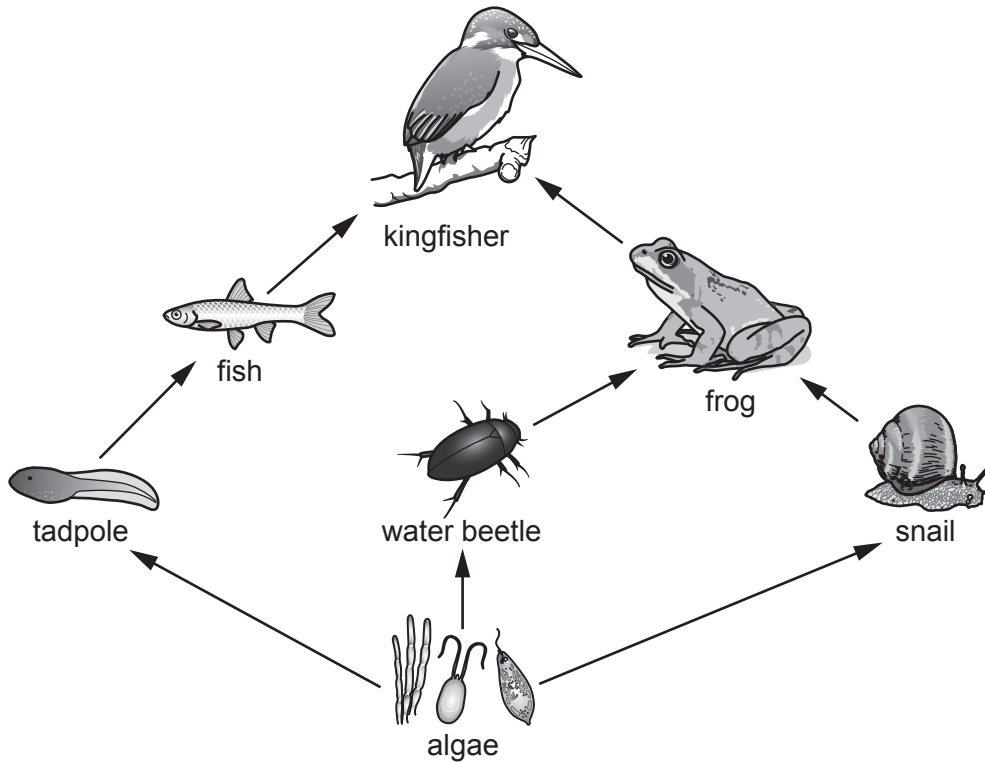 kingfisher
fish
frog
tadpole
water beetle
snail
algae